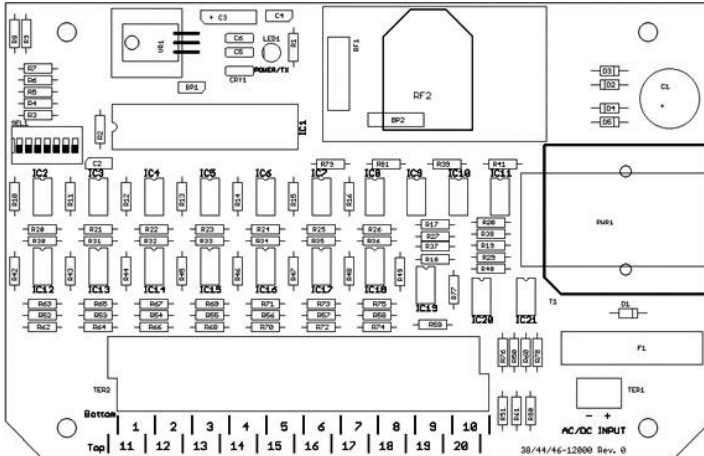 + C3
C4
R8
R9
VR1
C6
C5
LED1
R1
POWER/TX
CRY1
BP1
RF1
RF2
BP2
D3
D2
D4
D5
C1
+
R7
R6
R5
R4
R3
SEL1
R2
IC1
C2
R79
R81
R39
R41
IC2
IC3
IC4
IC5
IC6
IC7
IC8
IC9
IC10
IC11
R10
R11
R12
R13
R14
R15
R16
PWR1
R20
R21
R22
R23
R24
R25
R26
R30
R31
R32
R33
R34
R35
R36
R17
R27
R37
R18
R28
R38
R19
R29
R40
R42
R43
R44
R45
R46
R47
R48
R49
R77
IC12
IC13
IC14
IC15
IC16
IC17
IC18
IC19
IC20
IC21
T1
D1
R63
R65
R67
R69
R71
R73
R75
R52
R53
R54
R55
R56
R57
R58
R62
R64
R66
R68
R70
R72
R74
R59
R76
R50
R60
R78
F1
TER2
R51
R61
R80
TER1
- +
AC/DC INPUT
Bottom 1 2 3 4 5 6 7 8 9 10
Top 11 12 13 14 15 16 17 18 19 20
38/44/46-12000 Rev. 0